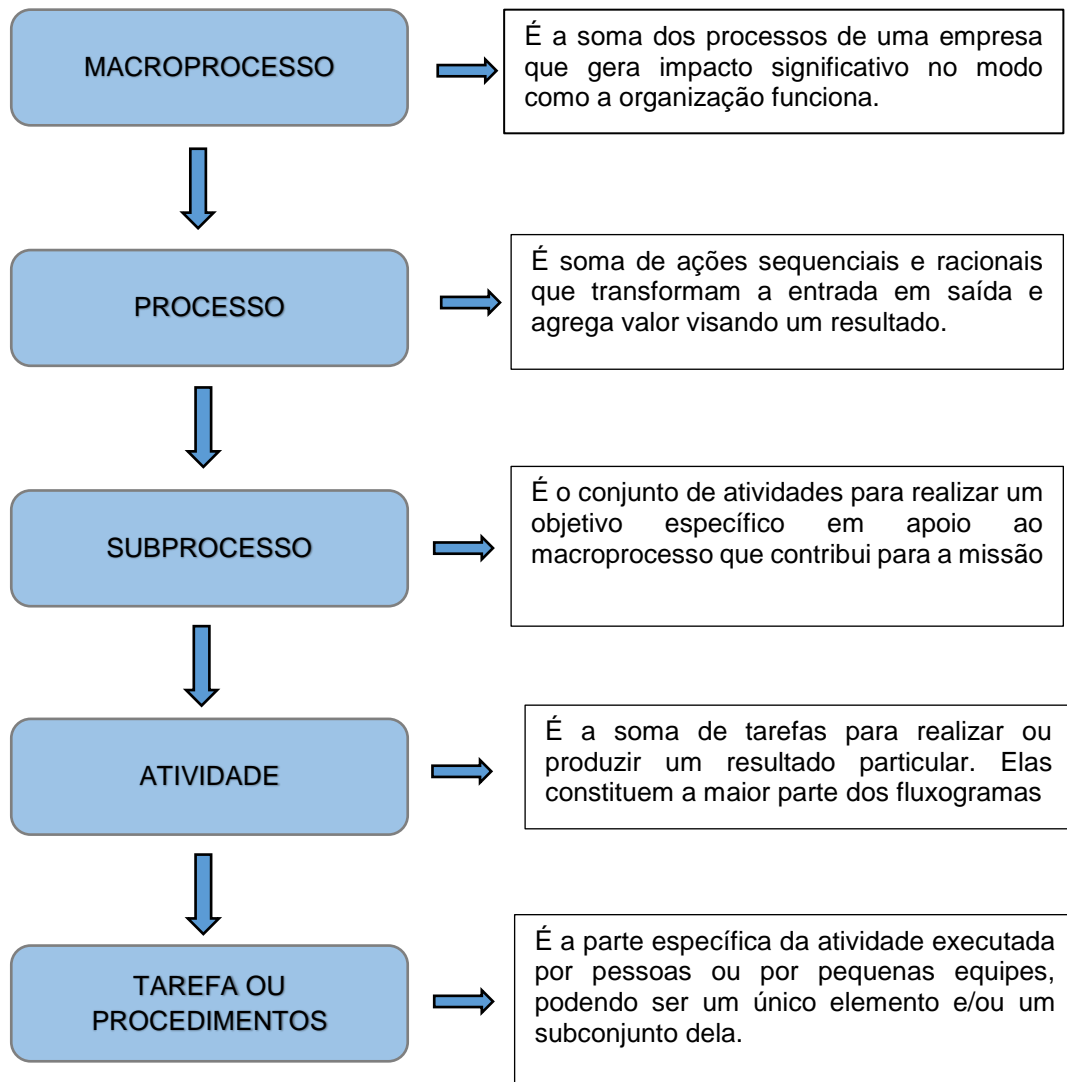 MACROPROCESSO
É a soma dos processos de uma empresa
que gera impacto significativo no modo
como a organização funciona.
PROCESSO
É soma de ações sequenciais e racionais
que transformam a entrada em saída e
agrega valor visando um resultado.
SUBPROCESSO
É o conjunto de atividades para realizar um
objetivo específico em apoio ao
macroprocesso que contribui para a missão
ATIVIDADE
É a soma de tarefas para realizar ou
produzir um resultado particular. Elas
constituem a maior parte dos fluxogramas
TAREFA OU
PROCEDIMENTOS
É a parte específica da atividade executada
por pessoas ou por pequenas equipes,
podendo ser um único elemento e/ou um
subconjunto dela.